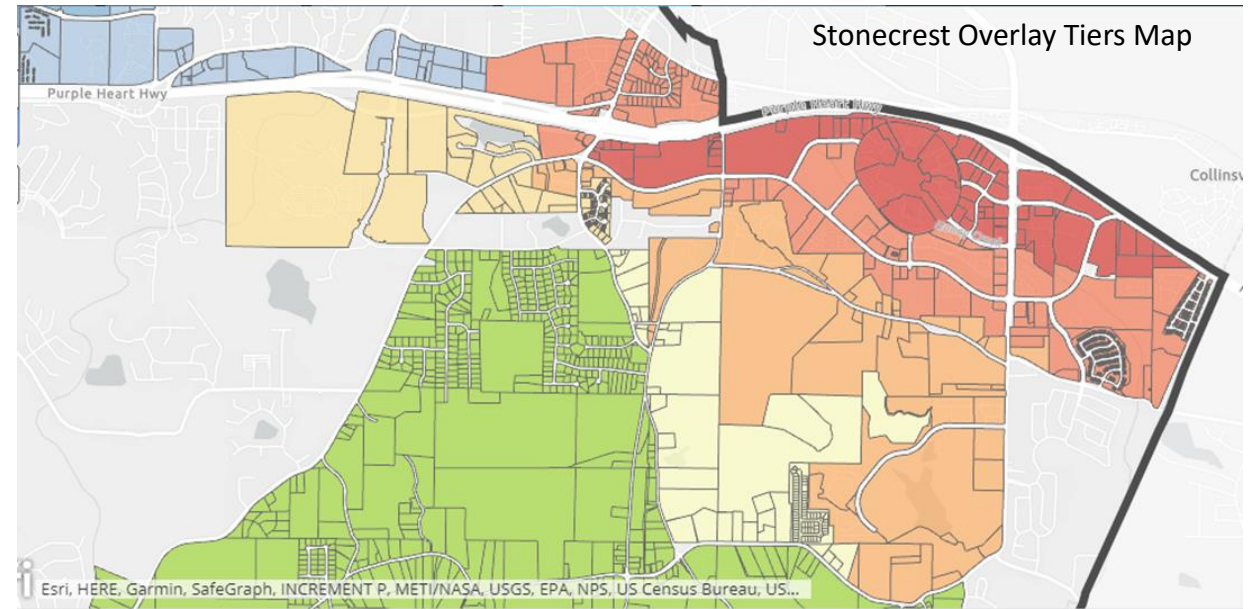 Stonecrest Overlay Tiers Map
Purple Heart Hwy
Purple Heart Hwy
Collinsv
Esri, HERE, Garmin, SafeGraph, INCREMENT P, METI/NASA, USGS, EPA, NPS, US Census Bureau, US...